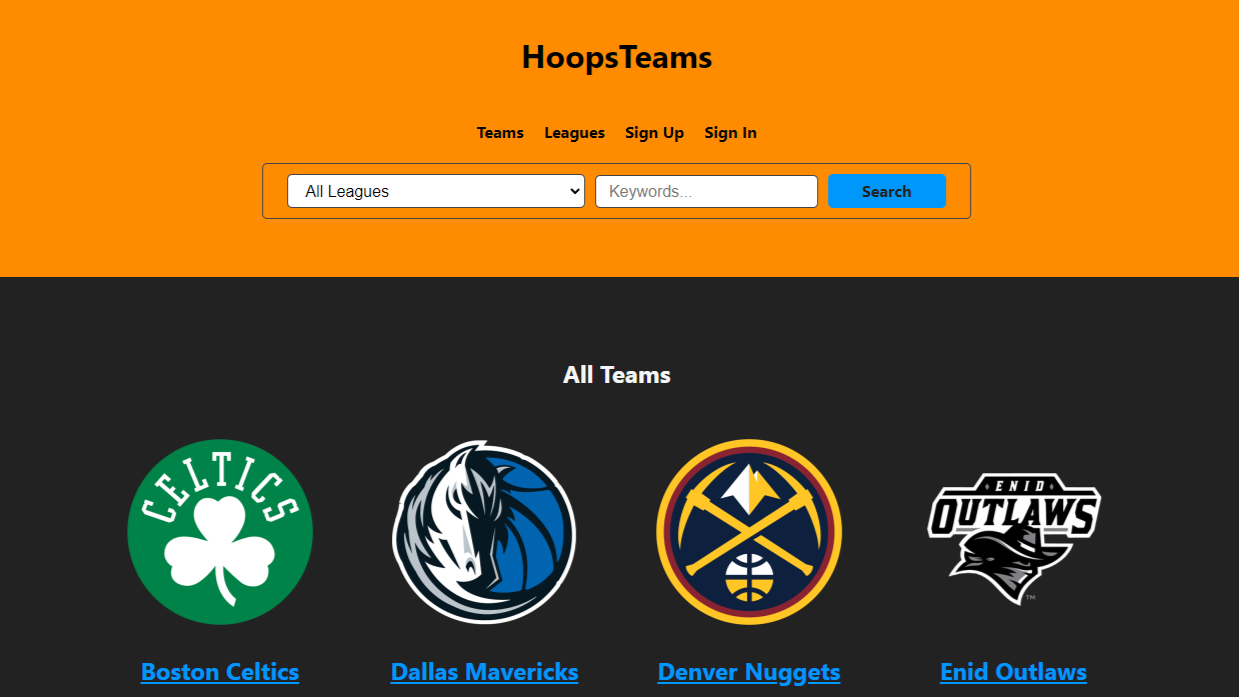 HoopsTeams
Teams Leagues Sign Up Sign In
All Leagues Keywords... Search
All Teams
CELTICS
ENID
OUTLAWS
TM
Boston Celtics Dallas Mavericks Denver Nuggets Enid Outlaws